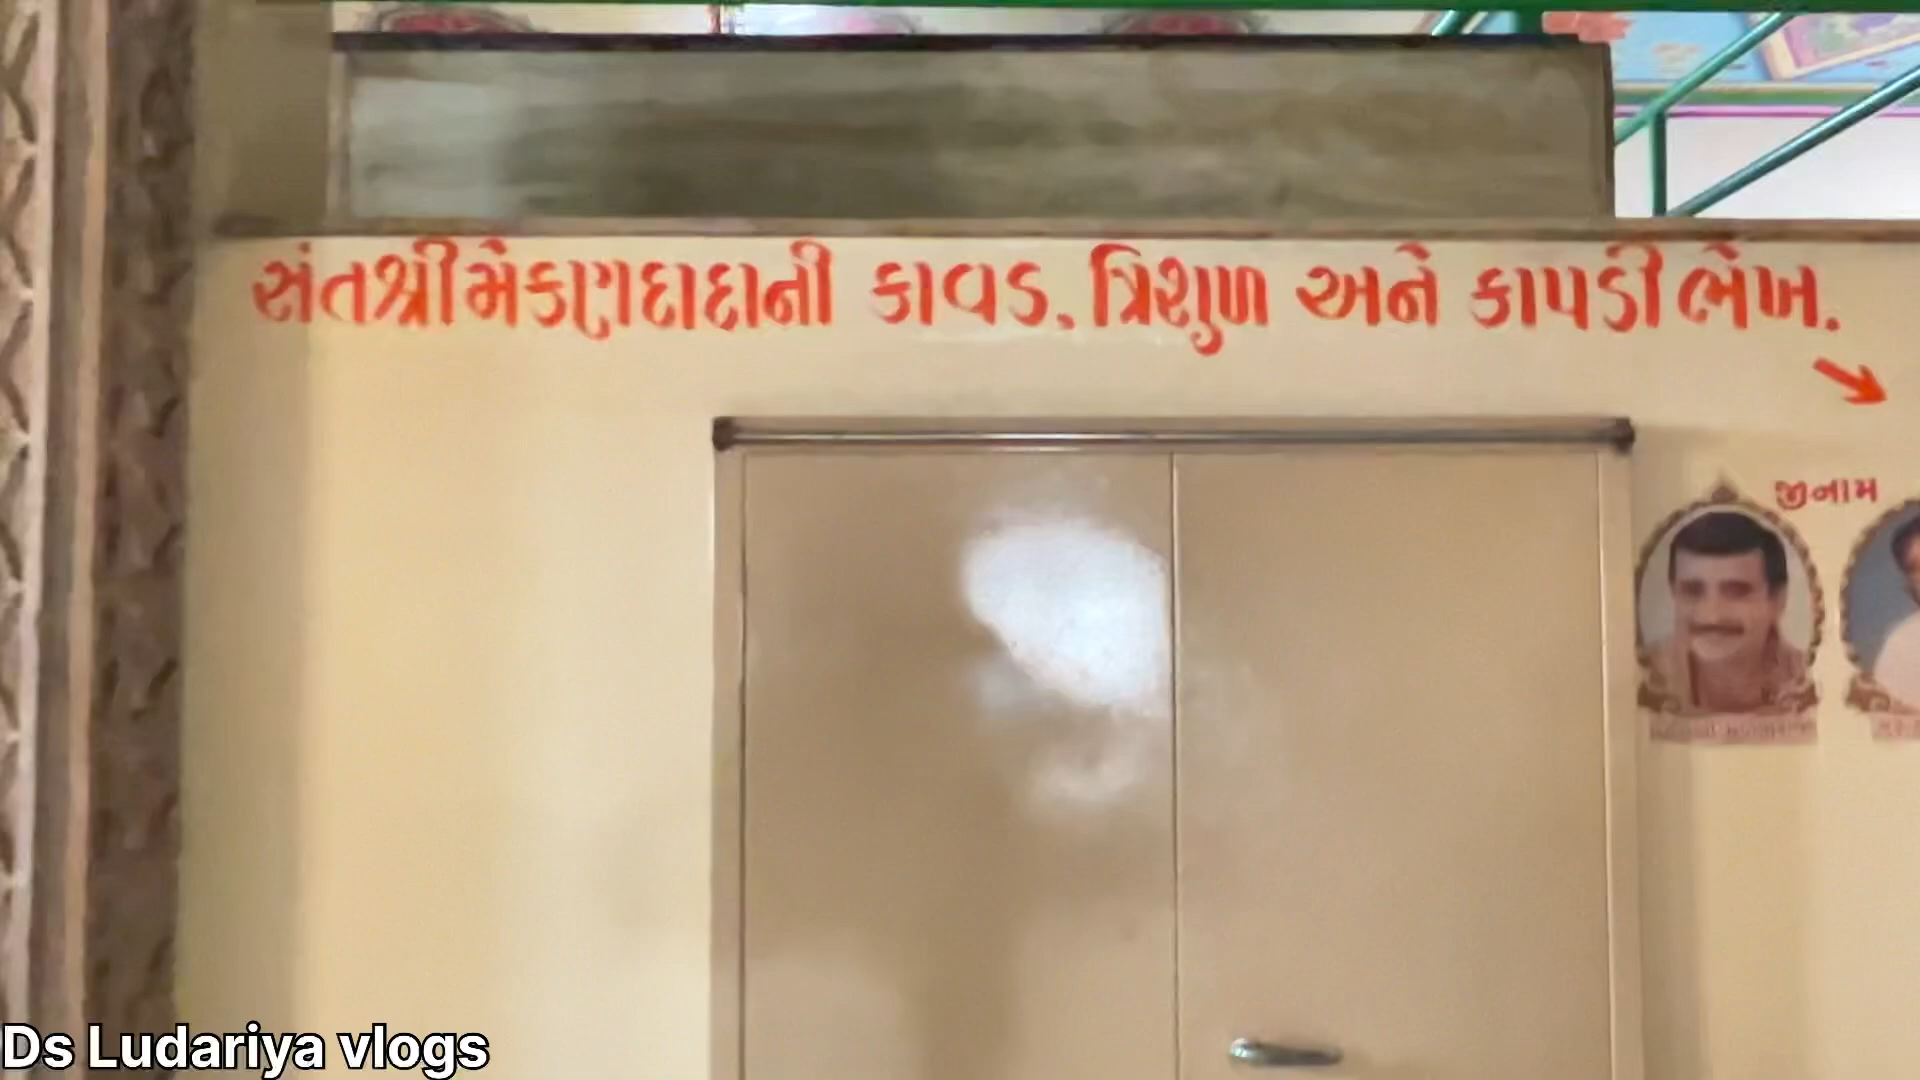 સંતશ્રી મેકણદાદાની કાવડ, ત્રિશુળ અને કાપડી ભેખ.
જીનામ
Ds Ludariya vlogs